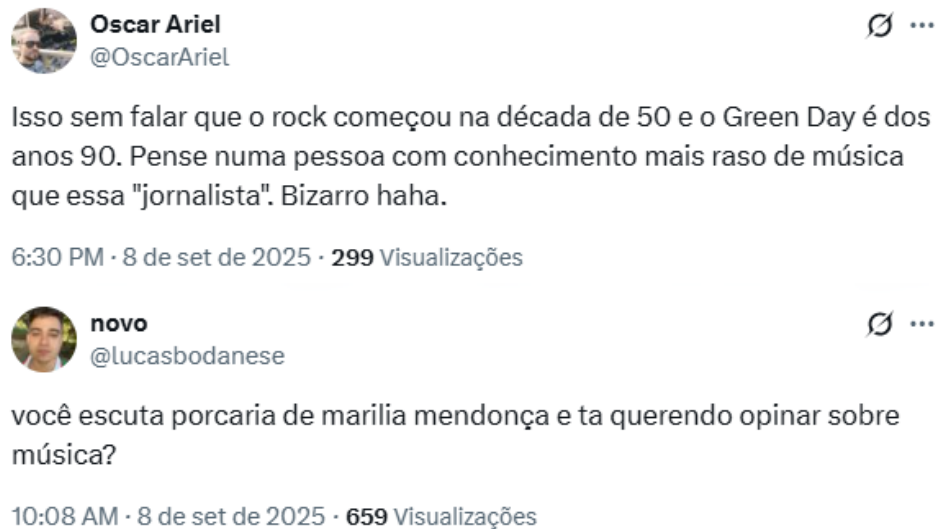 Oscar Ariel
@OscarAriel
Isso sem falar que o rock começou na década de 50 e o Green Day é dos
anos 90. Pense numa pessoa com conhecimento mais raso de música
que essa "jornalista". Bizarro haha.
6:30 PM · 8 de set de 2025 · 299 Visualizações
novo
@lucasbodanese
você escuta porcaria de marilia mendonça e ta querendo opinar sobre
música?
10:08 AM · 8 de set de 2025 · 659 Visualizações